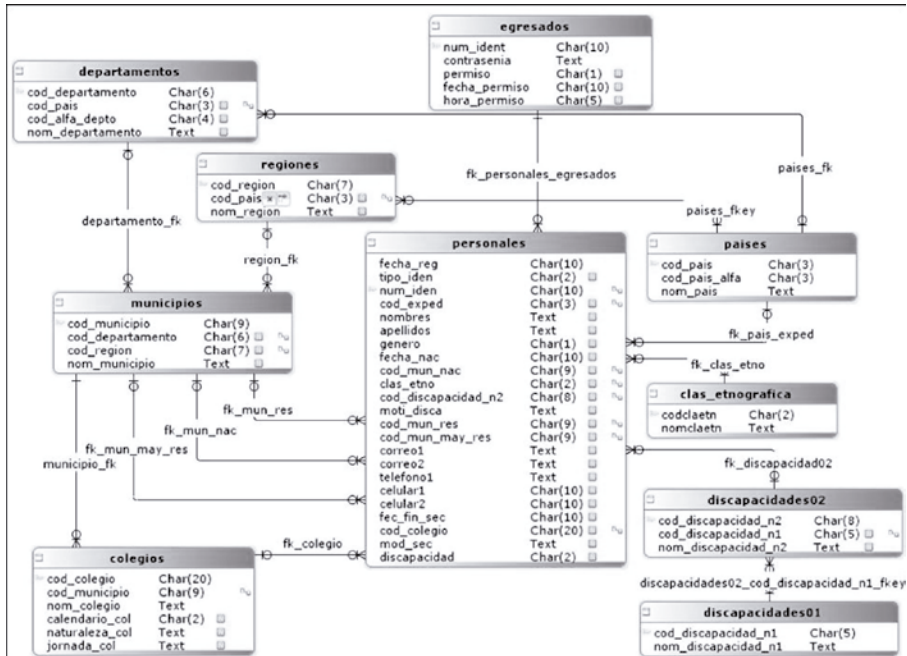 egresados
num_ident Char(10)
contrasenia Text
permiso Char(1)
fecha_permiso Char(10)
hora_permiso Char(5)
departamentos
cod_departamento Char(6)
cod_pais Char(3)
cod_alfa_depto Char(4)
nom_departamento Text
regiones
cod_region Char(7)
cod_pais Char(3)
nom_region Text
fk_personales_egresados
paises_fk
departamento_fk
region_fk
paises_fkey
personales
fecha_reg Char(10)
tipo_iden Char(2)
num_iden Char(10)
cod_exped Char(3)
nombres Text
apellidos Text
genero Char(1)
fecha_nac Char(10)
cod_mun_nac Char(9)
clas_etno Char(2)
cod_discapacidad_n2 Char(8)
moti_disca Text
cod_mun_res Char(9)
cod_mun_may_res Char(9)
correo1 Text
correo2 Text
telefono1 Text
celular1 Char(10)
celular2 Char(10)
fec_fin_sec Char(10)
cod_colegio Char(20)
mod_sec Text
discapacidad Char(2)
paises
cod_pais Char(3)
cod_pais_alfa Char(3)
nom_pais Text
municipios
cod_municipio Char(9)
cod_departamento Char(6)
cod_region Char(7)
nom_municipio Text
fk_pais_exped
fk_clas_etno
clas_etnografica
codclaetn Char(2)
nomclaetn Text
fk_mun_res
fk_mun_nac
fk_mun_may_res
municipio_fk
fk_discapacidad02
discapacidades02
cod_discapacidad_n2 Char(8)
cod_discapacidad_n1 Char(5)
nom_discapacidad_n2 Text
fk_colegio
colegios
cod_colegio Char(20)
cod_municipio Char(9)
nom_colegio Text
calendario_col Char(2)
naturaleza_col Text
jornada_col Text
discapacidades02_cod_discapacidad_n1_fkey
discapacidades01
cod_discapacidad_n1 Char(5)
nom_discapacidad_n1 Text